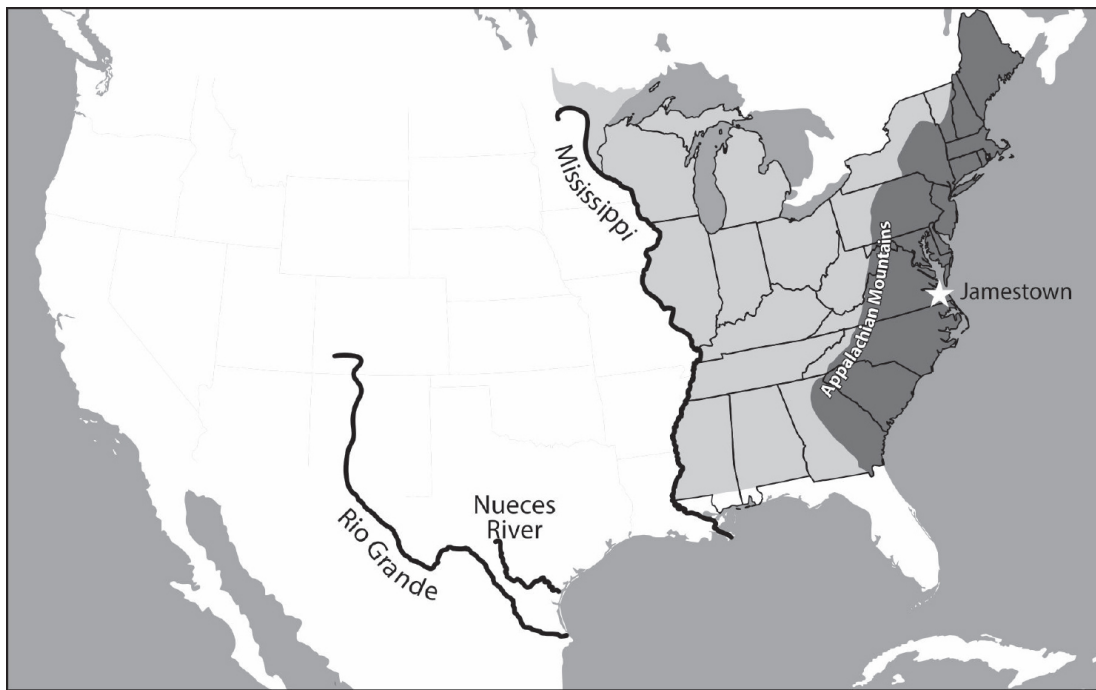 Mississippi
Appalachian Mountains
Jamestown
Nueces
River
Rio Grande